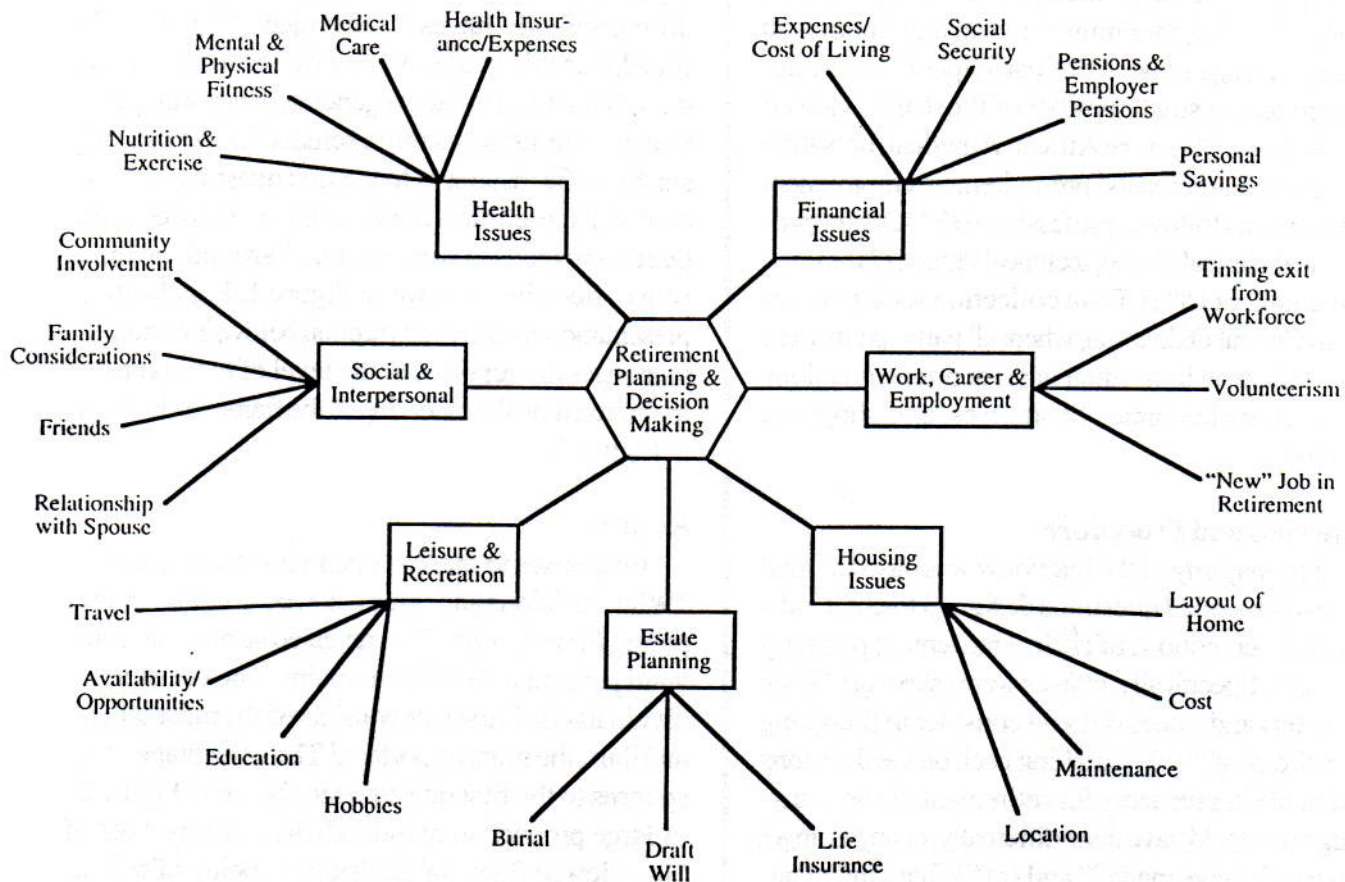 Mental &
Physical
Fitness
Medical
Care
Health Insur-
ance/Expenses
Nutrition &
Exercise
Health
Issues
Expenses/
Cost of Living
Social
Security
Pensions &
Employer
Pensions
Personal
Savings
Financial
Issues
Community
Involvement
Family
Considerations
Friends
Relationship
with Spouse
Social &
Interpersonal
Retirement
Planning &
Decision
Making
Work, Career &
Employment
Timing exit
from
Workforce
Volunteerism
“New” Job in
Retirement
Leisure &
Recreation
Travel
Availability/
Opportunities
Education
Hobbies
Estate
Planning
Burial
Draft
Will
Life
Insurance
Housing
Issues
Layout of
Home
Cost
Maintenance
Location